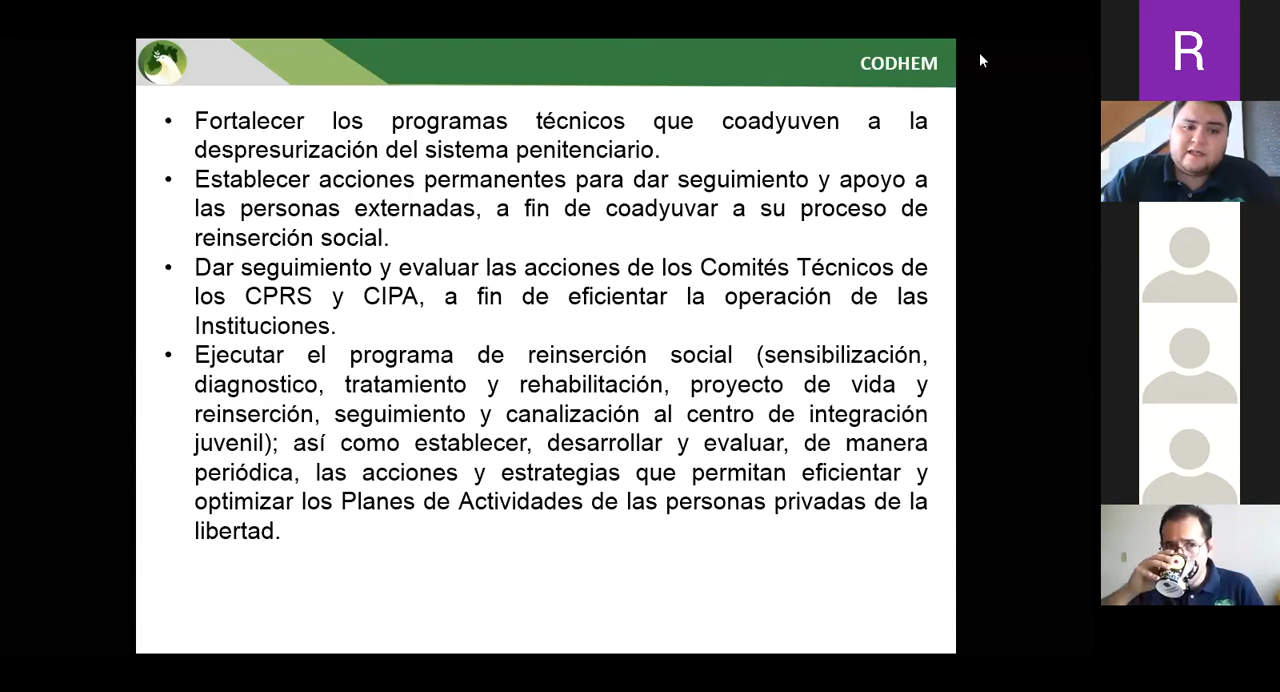 CODHEM
R
• Fortalecer los programas técnicos que coadyuven a la
despresurización del sistema penitenciario.
• Establecer acciones permanentes para dar seguimiento y apoyo a
las personas externadas, a fin de coadyuvar a su proceso de
reinserción social.
• Dar seguimiento y evaluar las acciones de los Comités Técnicos de
los CPRS y CIPA, a fin de eficientar la operación de las
Instituciones.
• Ejecutar el programa de reinserción social (sensibilización,
diagnostico, tratamiento y rehabilitación, proyecto de vida y
reinserción, seguimiento y canalización al centro de integración
juvenil); así como establecer, desarrollar y evaluar, de manera
periódica, las acciones y estrategias que permitan eficientar y
optimizar los Planes de Actividades de las personas privadas de la
libertad.